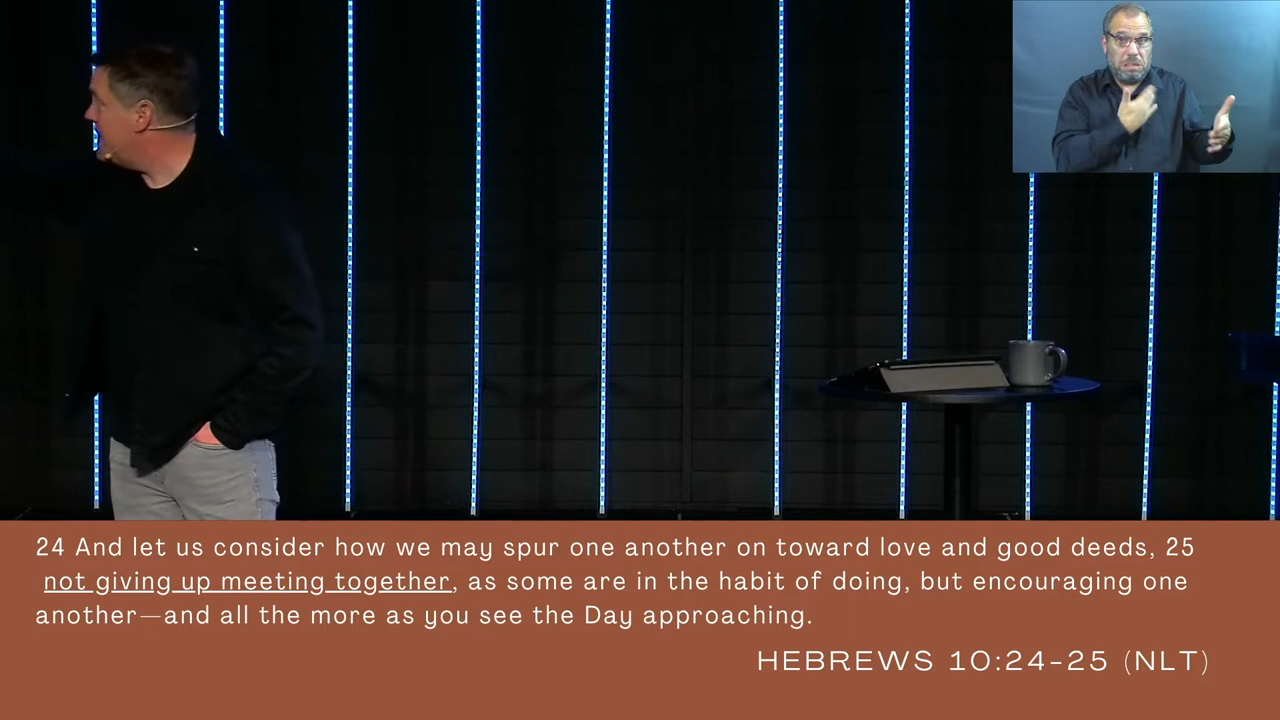 24 And let us consider how we may spur one another on toward love and good deeds, 25
not giving up meeting together, as some are in the habit of doing, but encouraging one
another—and all the more as you see the Day approaching.
HEBREWS 10:24-25 (NLT)